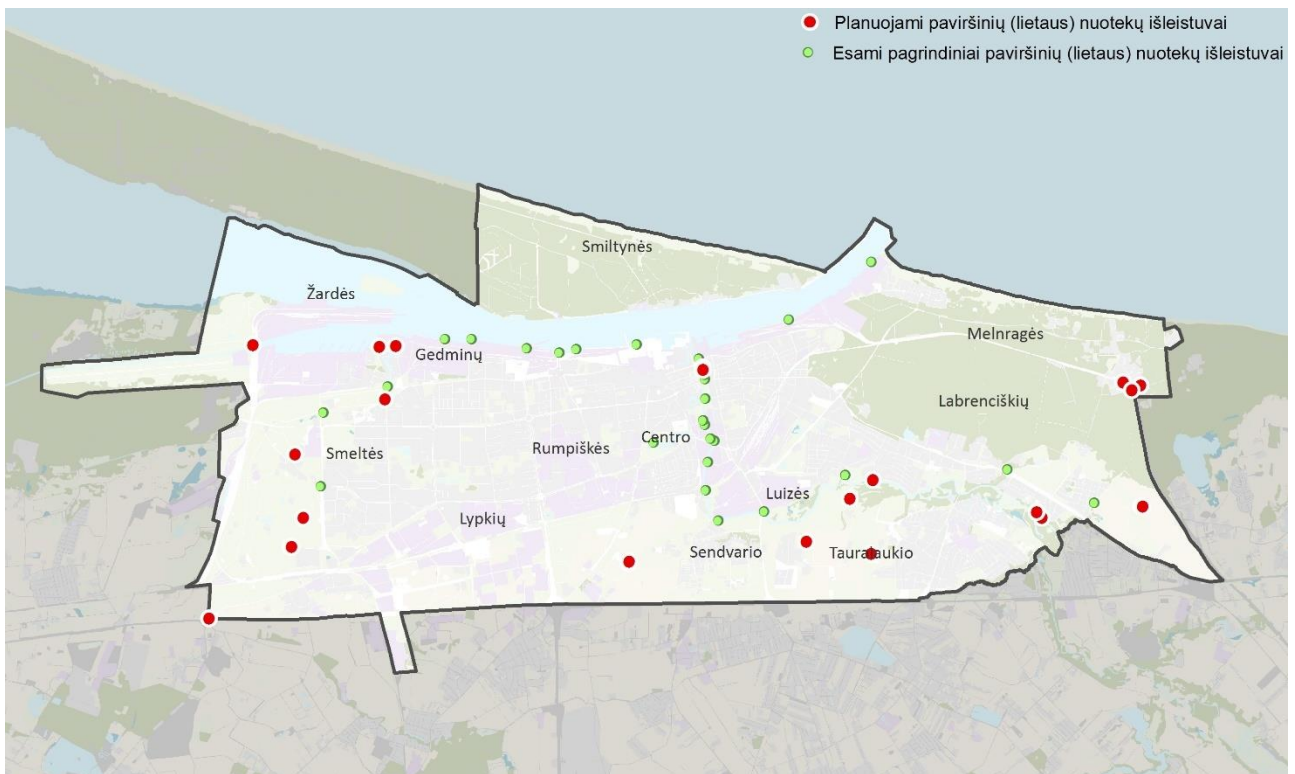 Planuojami paviršinių (lietaus) nuotekų išleistuvai
Esami pagrindiniai paviršinių (lietaus) nuotekų išleistuvai
Smiltynės
Žardės
Melnragės
Gedminų
Labrenciškių
Centro
Rumpiškės
Smeltės
Luizės
Lypkių
Sendvario
Tauralaukio